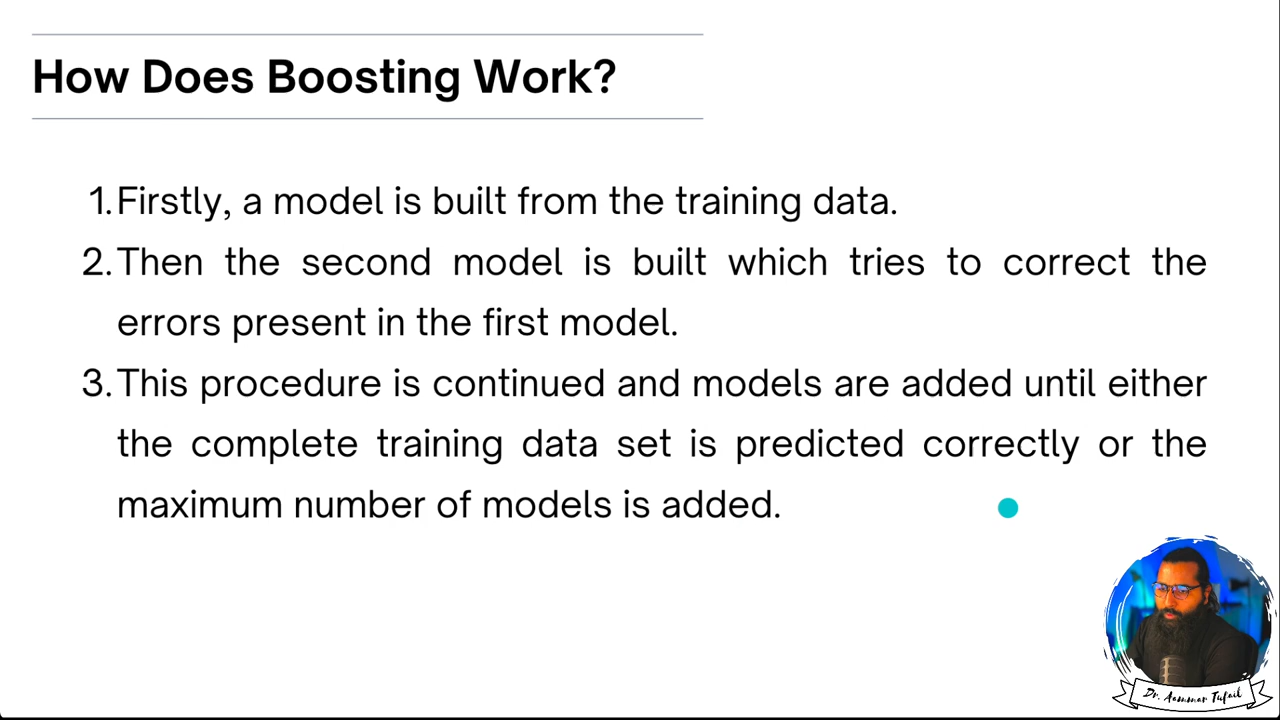 How Does Boosting Work?
1. Firstly, a model is built from the training data.
2. Then the second model is built which tries to correct the
errors present in the first model.
3. This procedure is continued and models are added until either
the complete training data set is predicted correctly or the
maximum number of models is added.
Dr. Aammar Tufail